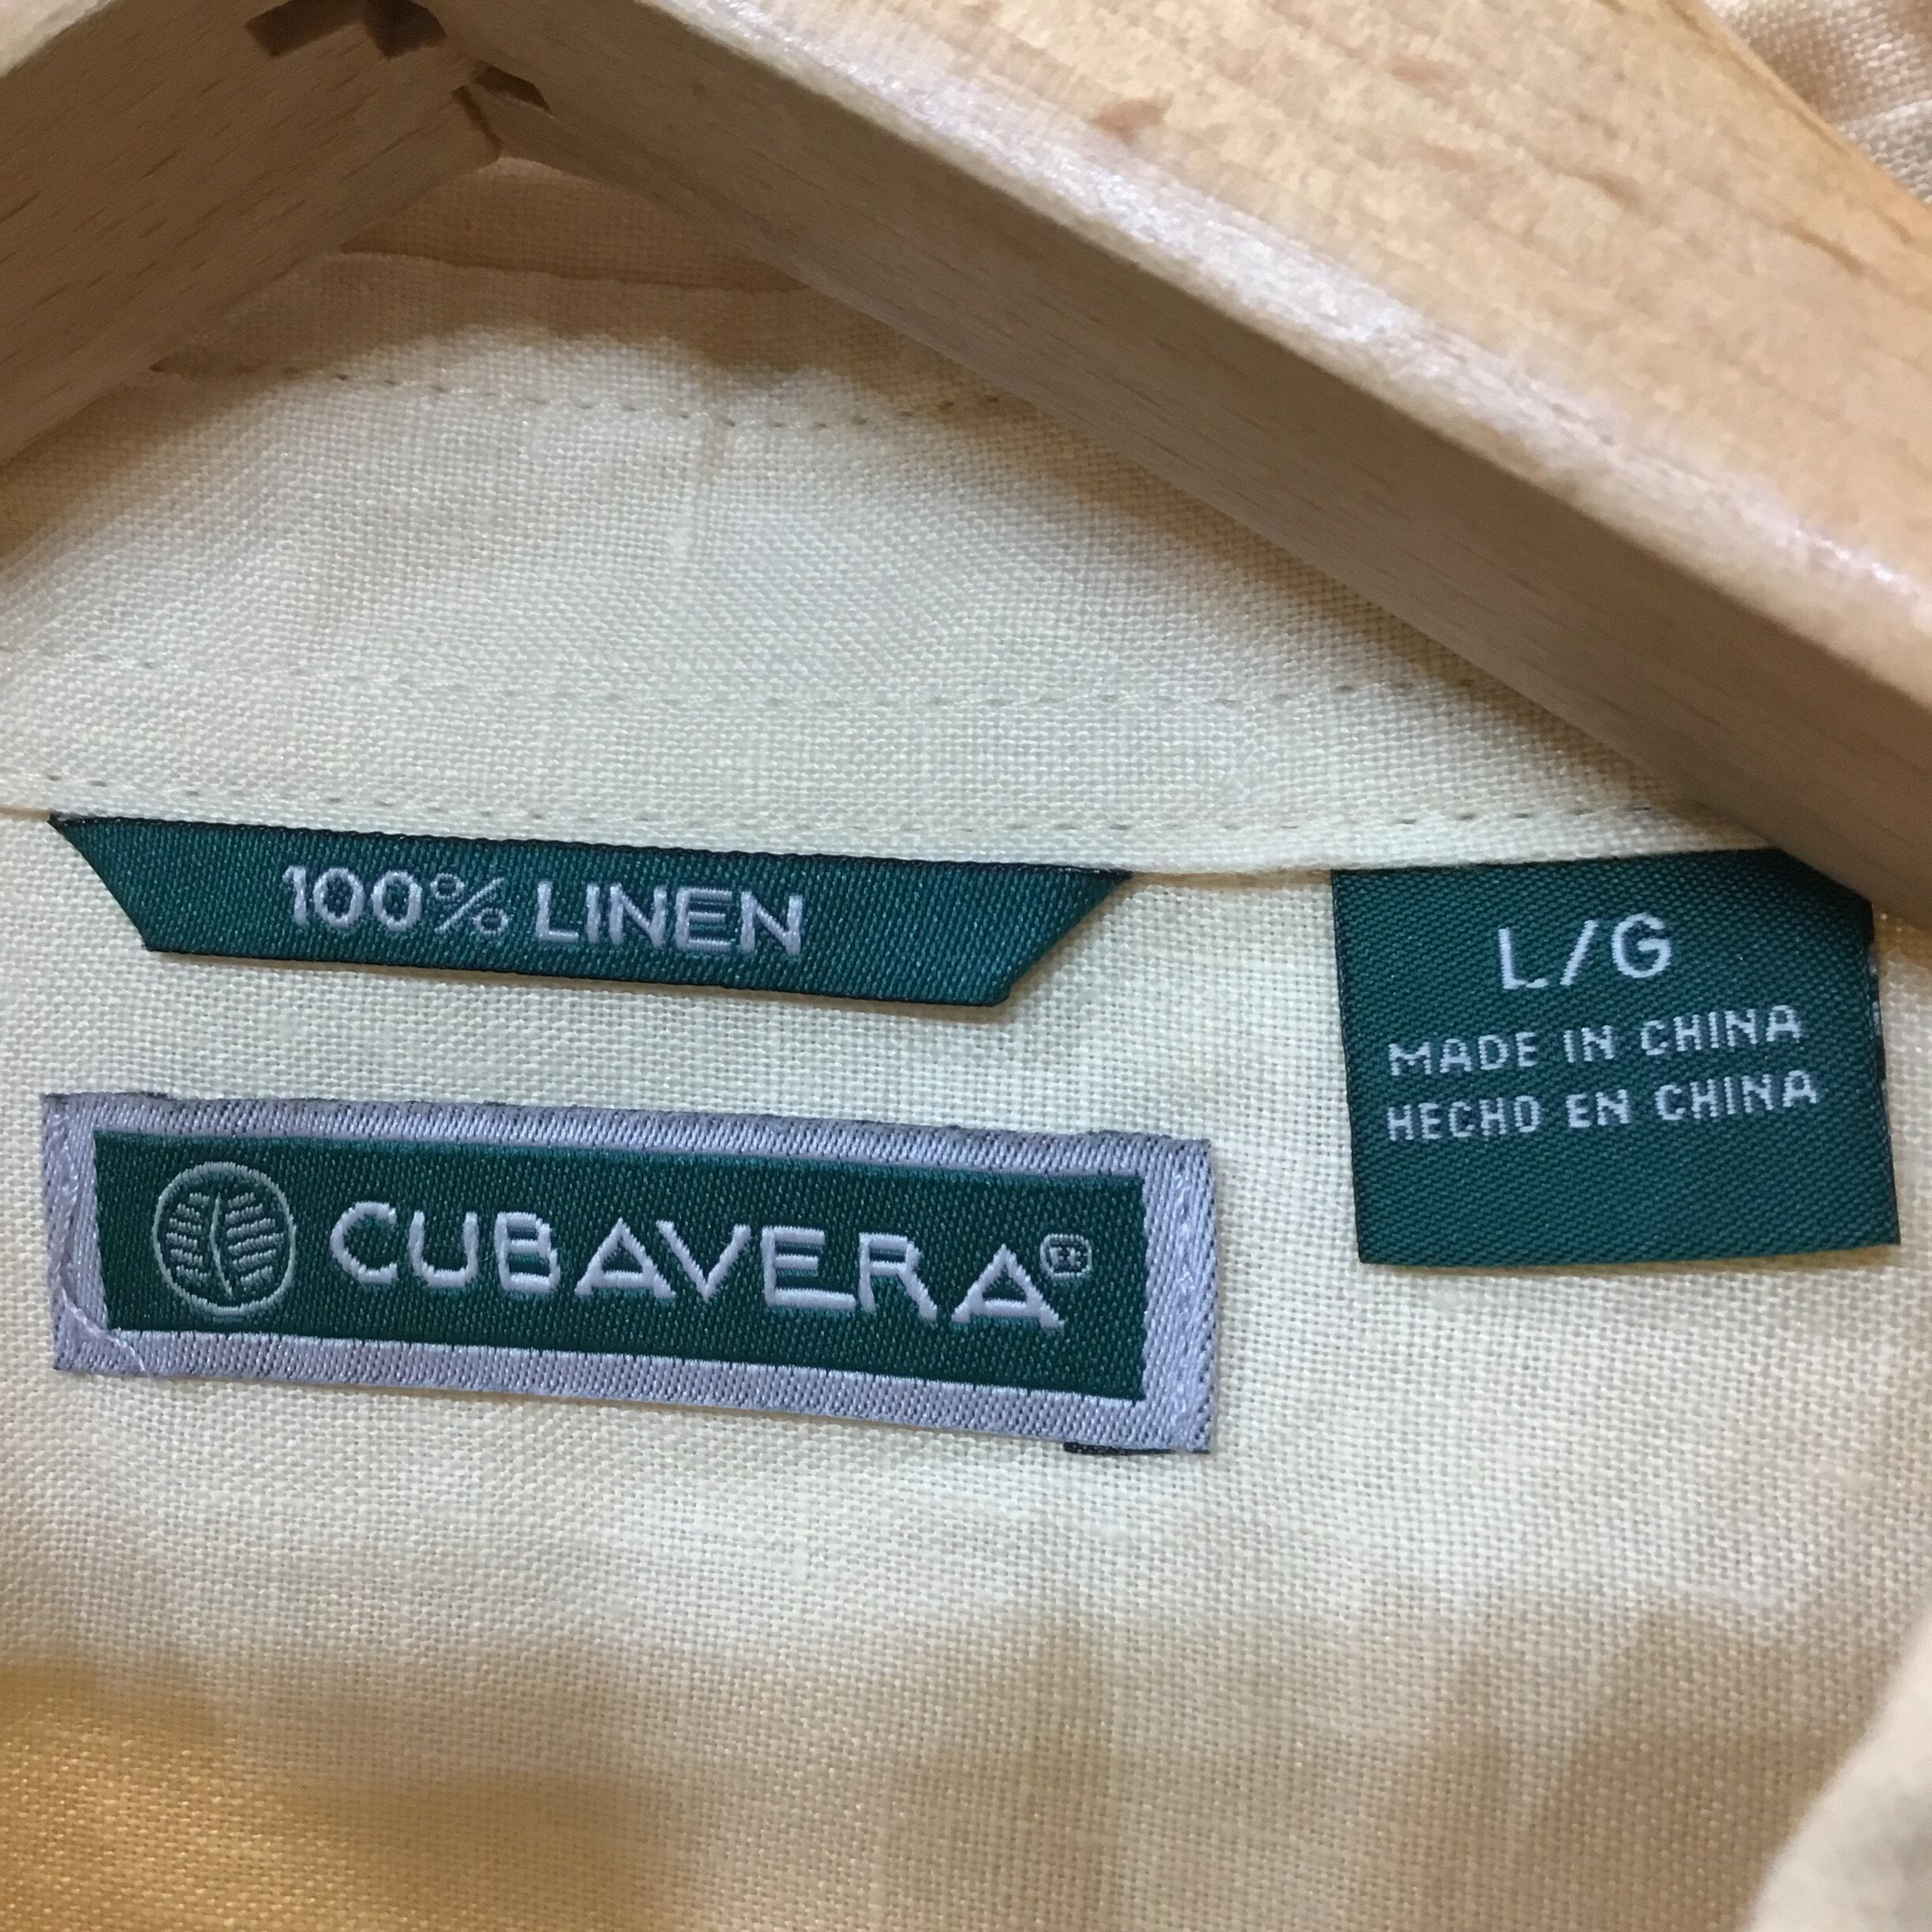 100% LINEN
L/G
MADE IN CHINA
HECHO EN CHINA
CUBAVERA®